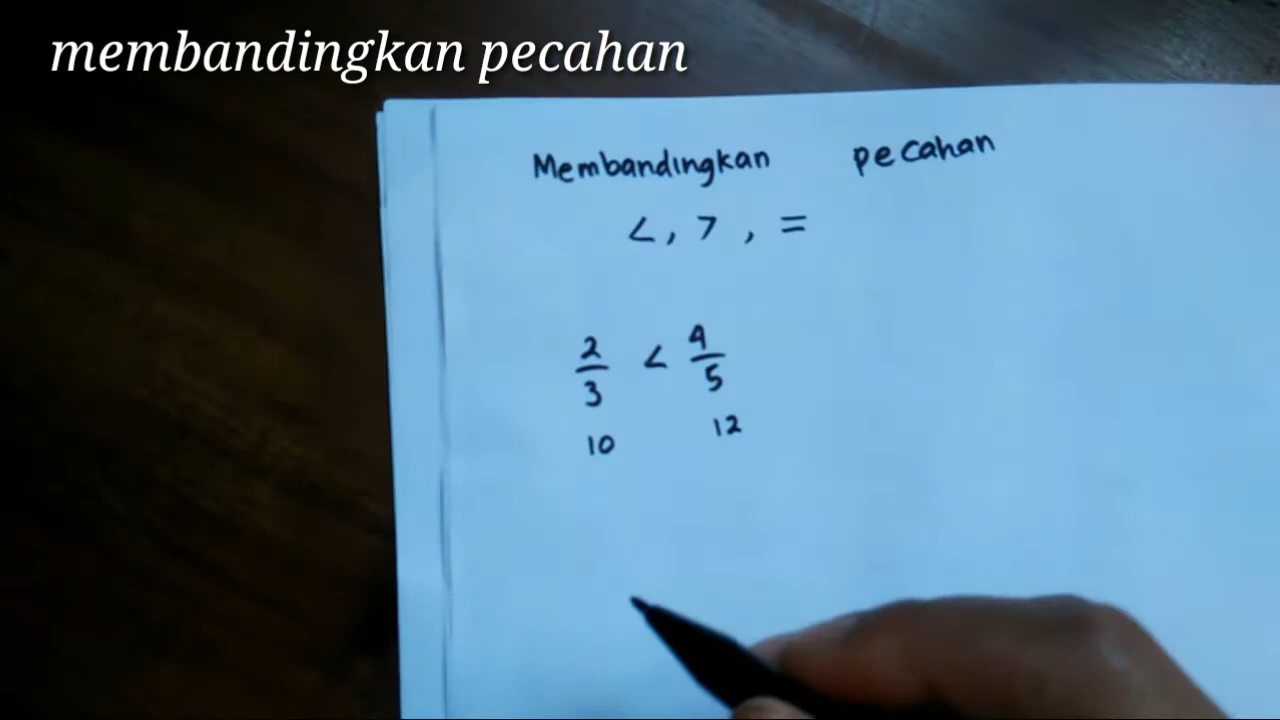 membandingkan pecahan
Membandingkan pecahan
<, >, =
2/3 < 4/5
10 12